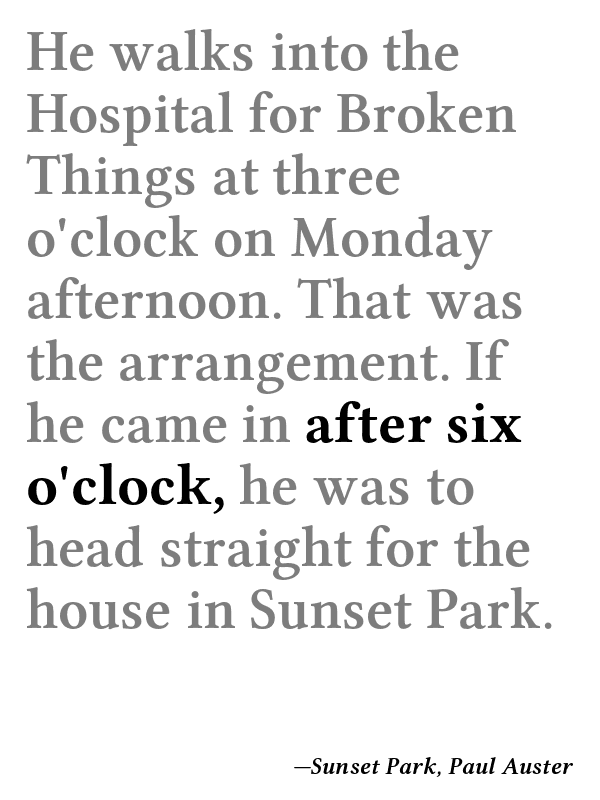 He walks into the
Hospital for Broken
Things at three
o'clock on Monday
afternoon. That was
the arrangement. If
he came in after six
o'clock, he was to
head straight for the
house in Sunset Park.
—Sunset Park, Paul Auster